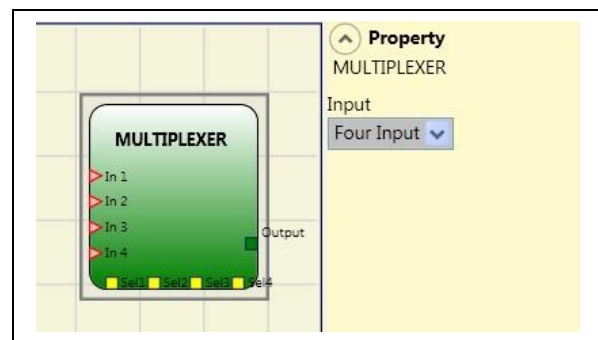 MULTIPLEXER
In 1
In 2
In 3
In 4
Output
Sel1 Sel2 Sel3 Sel4
Property
MULTIPLEXER
Input
Four Input